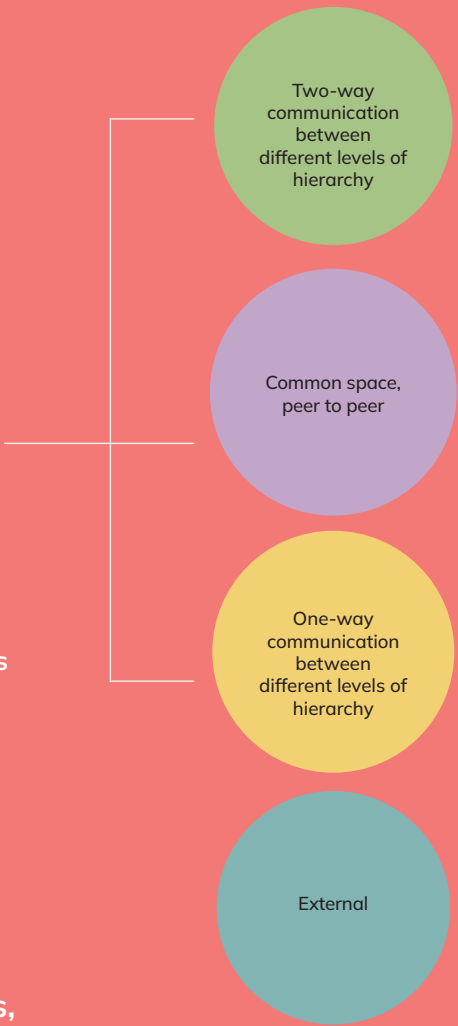 Two-way
communication
between
different levels of
hierarchy
Common space,
peer to peer
One-way
communication
between
different levels of
hierarchy
External